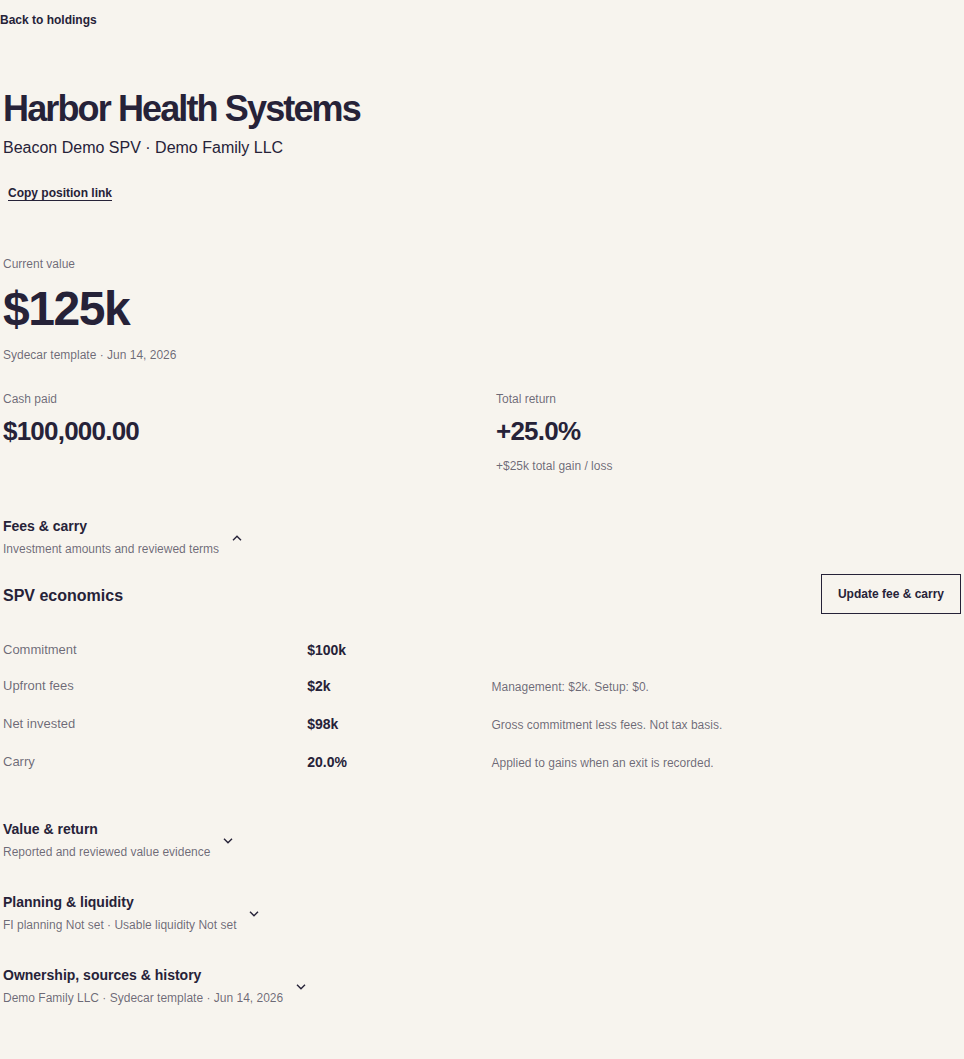 Back to holdings
Harbor Health Systems
Beacon Demo SPV · Demo Family LLC
Copy position link
Current value
$125k
Sydecar template · Jun 14, 2026
Cash paid
$100,000.00
Total return
+25.0%
+$25k total gain / loss
Fees & carry
Investment amounts and reviewed terms
SPV economics
Update fee & carry
Commitment $100k
Upfront fees $2k Management: $2k. Setup: $0.
Net invested $98k Gross commitment less fees. Not tax basis.
Carry 20.0% Applied to gains when an exit is recorded.
Value & return
Reported and reviewed value evidence
Planning & liquidity
FI planning Not set · Usable liquidity Not set
Ownership, sources & history
Demo Family LLC · Sydecar template · Jun 14, 2026